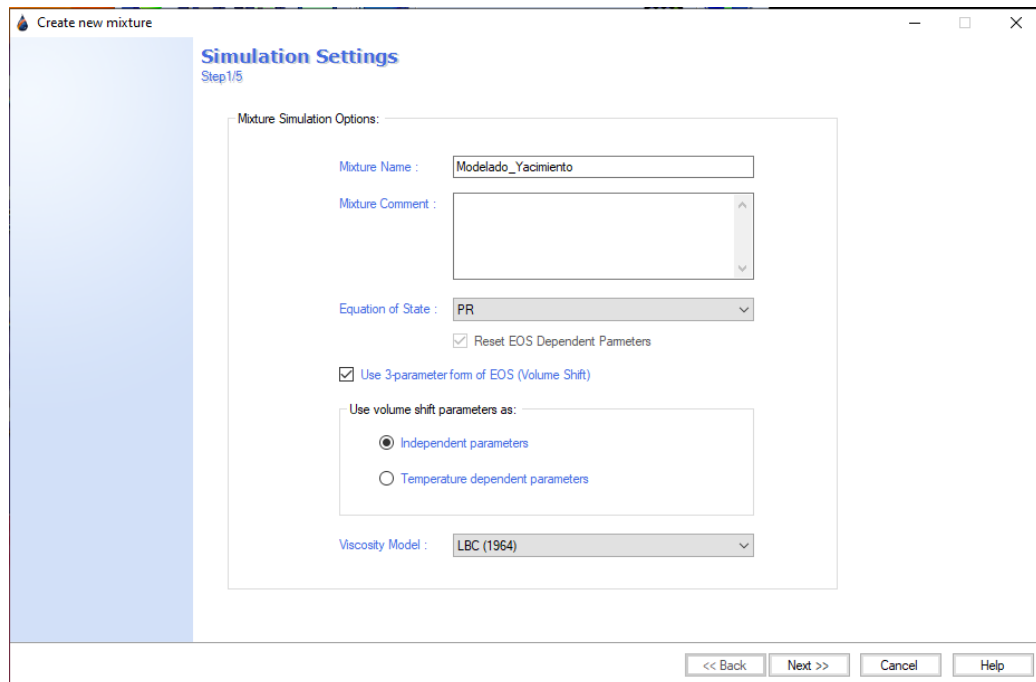 Create new mixture
Simulation Settings
Step1/5
Mixture Simulation Options:
Mixture Name : Modelado_Yacimiento
Mixture Comment :
Equation of State : PR
Reset EOS Dependent Parmeters
Use 3-parameter form of EOS (Volume Shift)
Use volume shift parameters as:
Independent parameters
Temperature dependent parameters
Viscosity Model : LBC (1964)
<< Back Next >> Cancel Help